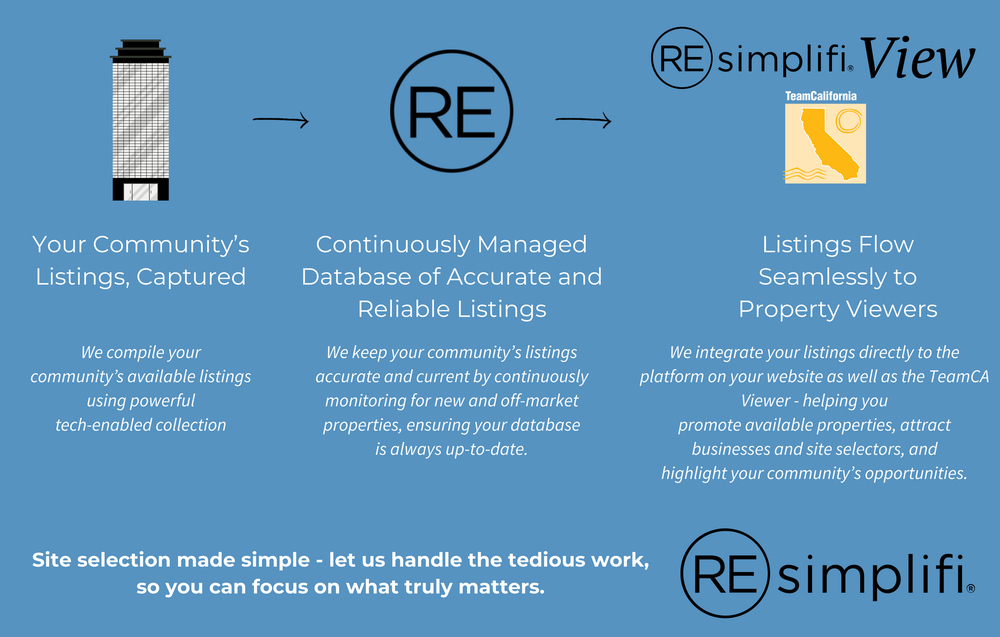 RE
RE simplifi® View
TeamCalifornia
Your Community’s
Listings, Captured
We compile your
community’s available listings
using powerful
tech-enabled collection
Continuously Managed
Database of Accurate and
Reliable Listings
We keep your community’s listings
accurate and current by continuously
monitoring for new and off-market
properties, ensuring your database
is always up-to-date.
Listings Flow
Seamlessly to
Property Viewers
We integrate your listings directly to the
platform on your website as well as the TeamCA
Viewer - helping you
promote available properties, attract
businesses and site selectors, and
highlight your community’s opportunities.
Site selection made simple - let us handle the tedious work,
so you can focus on what truly matters.
RE simplifi®